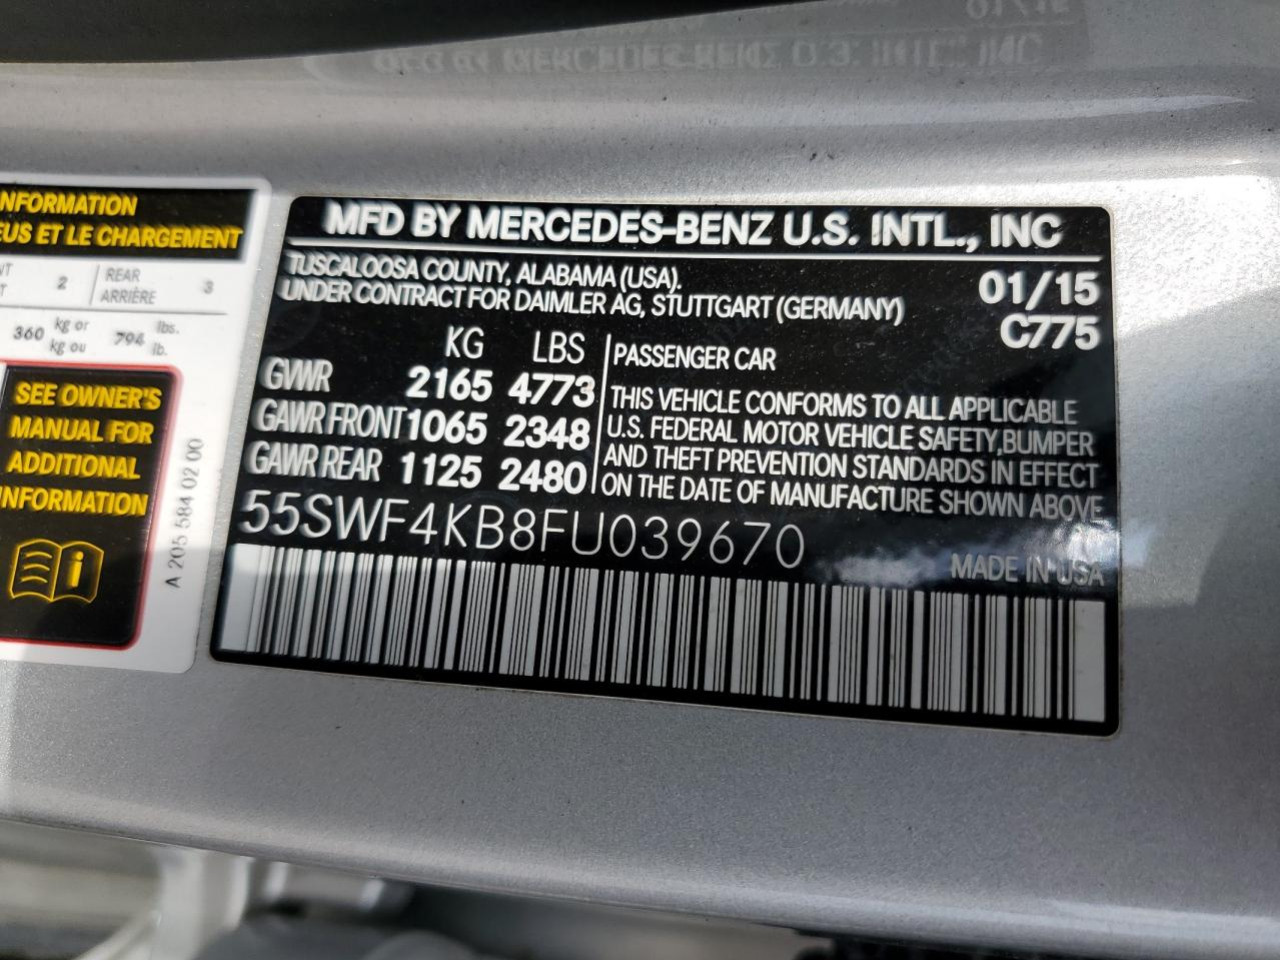 NFORMATION
EUS ET LE CHARGEMENT
2 REAR ARRIÈRE 3
360 kg or kg ou 794 lbs. lb.
SEE OWNER'S
MANUAL FOR
ADDITIONAL
INFORMATION
A 205 584 02 00
MFD BY MERCEDES-BENZ U.S. INTL., INC
TUSCALOOSA COUNTY, ALABAMA (USA).
UNDER CONTRACT FOR DAIMLER AG, STUTTGART (GERMANY)
01/15
C775
KG LBS
GVWR 2165 4773
GAWR FRONT 1065 2348
GAWR REAR 1125 2480
PASSENGER CAR
THIS VEHICLE CONFORMS TO ALL APPLICABLE
U.S. FEDERAL MOTOR VEHICLE SAFETY, BUMPER
AND THEFT PREVENTION STANDARDS IN EFFECT
ON THE DATE OF MANUFACTURE SHOWN ABOVE
55SWF4KB8FU039670
MADE IN USA